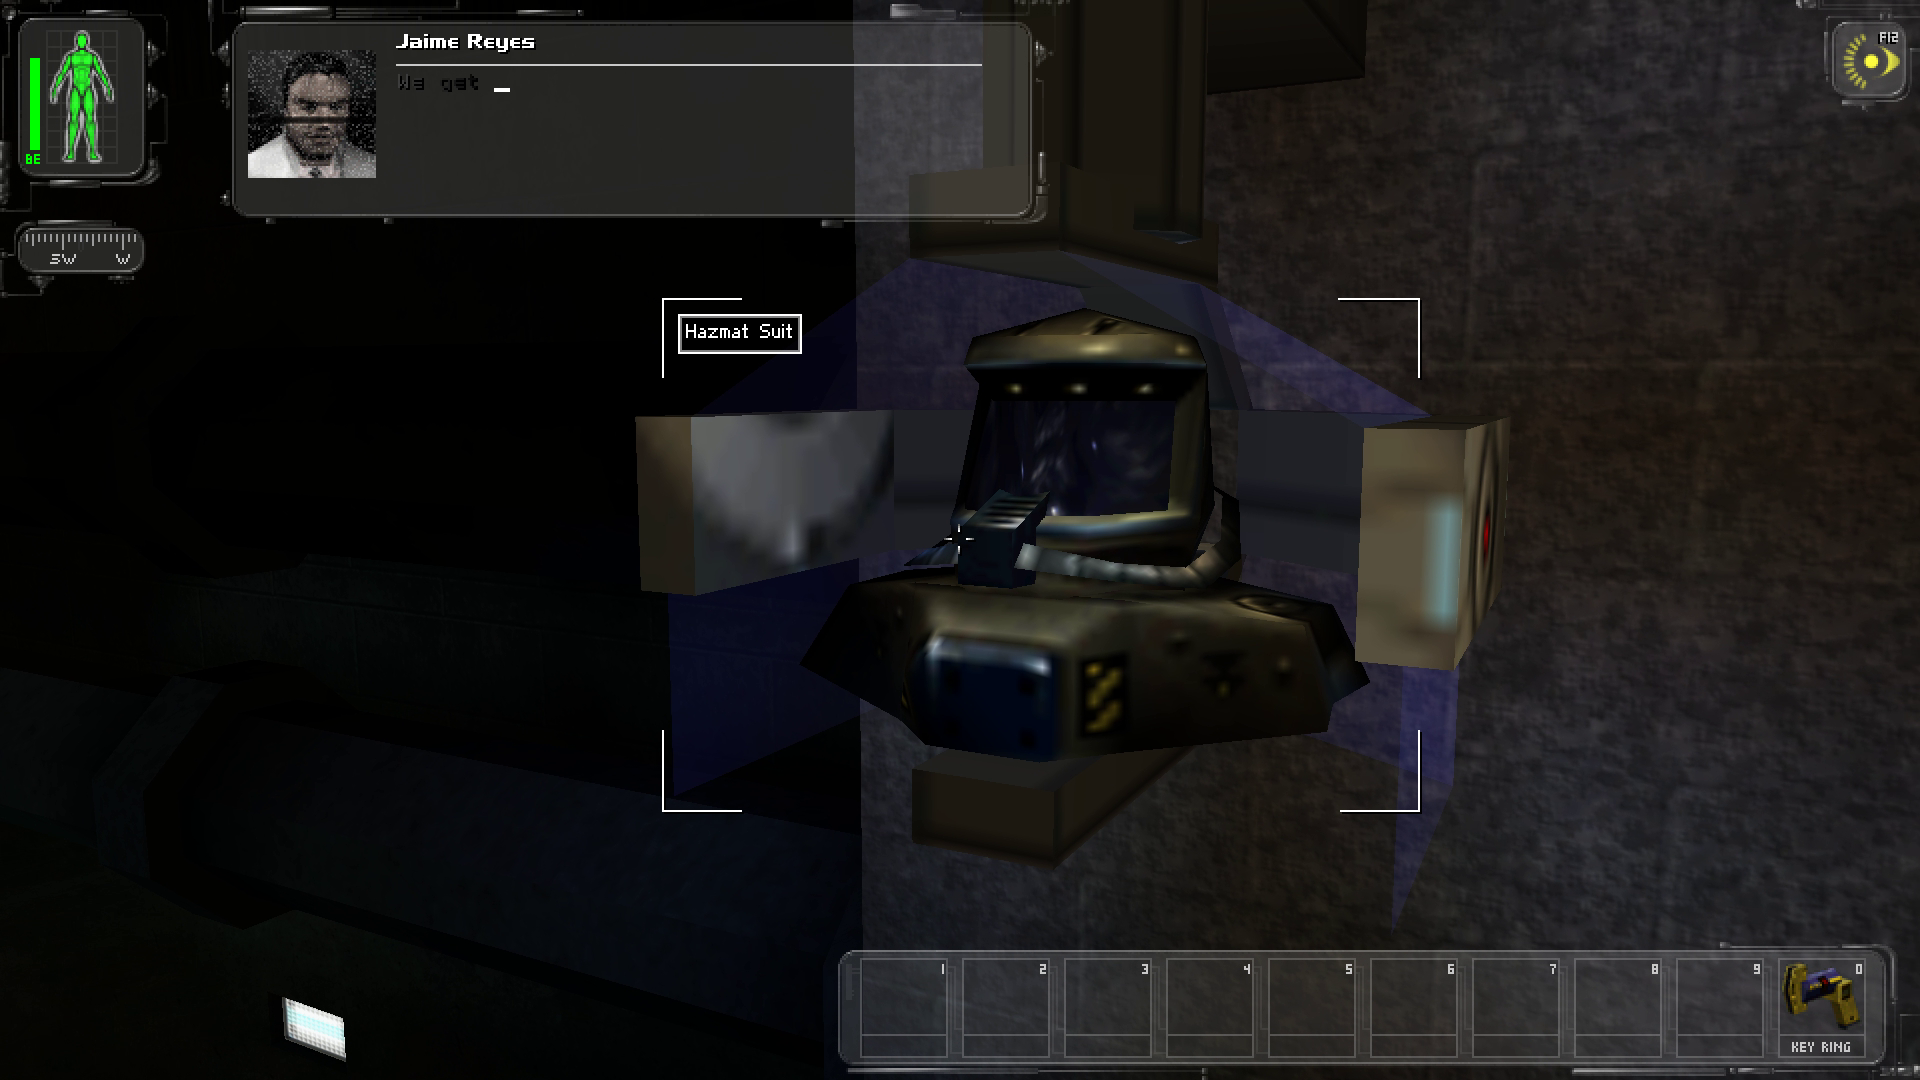 Jaime Reyes
We get
F12
BE
SW W
Hazmat Suit
1 2 3 4 5 6 7 8 9 0
KEY RING